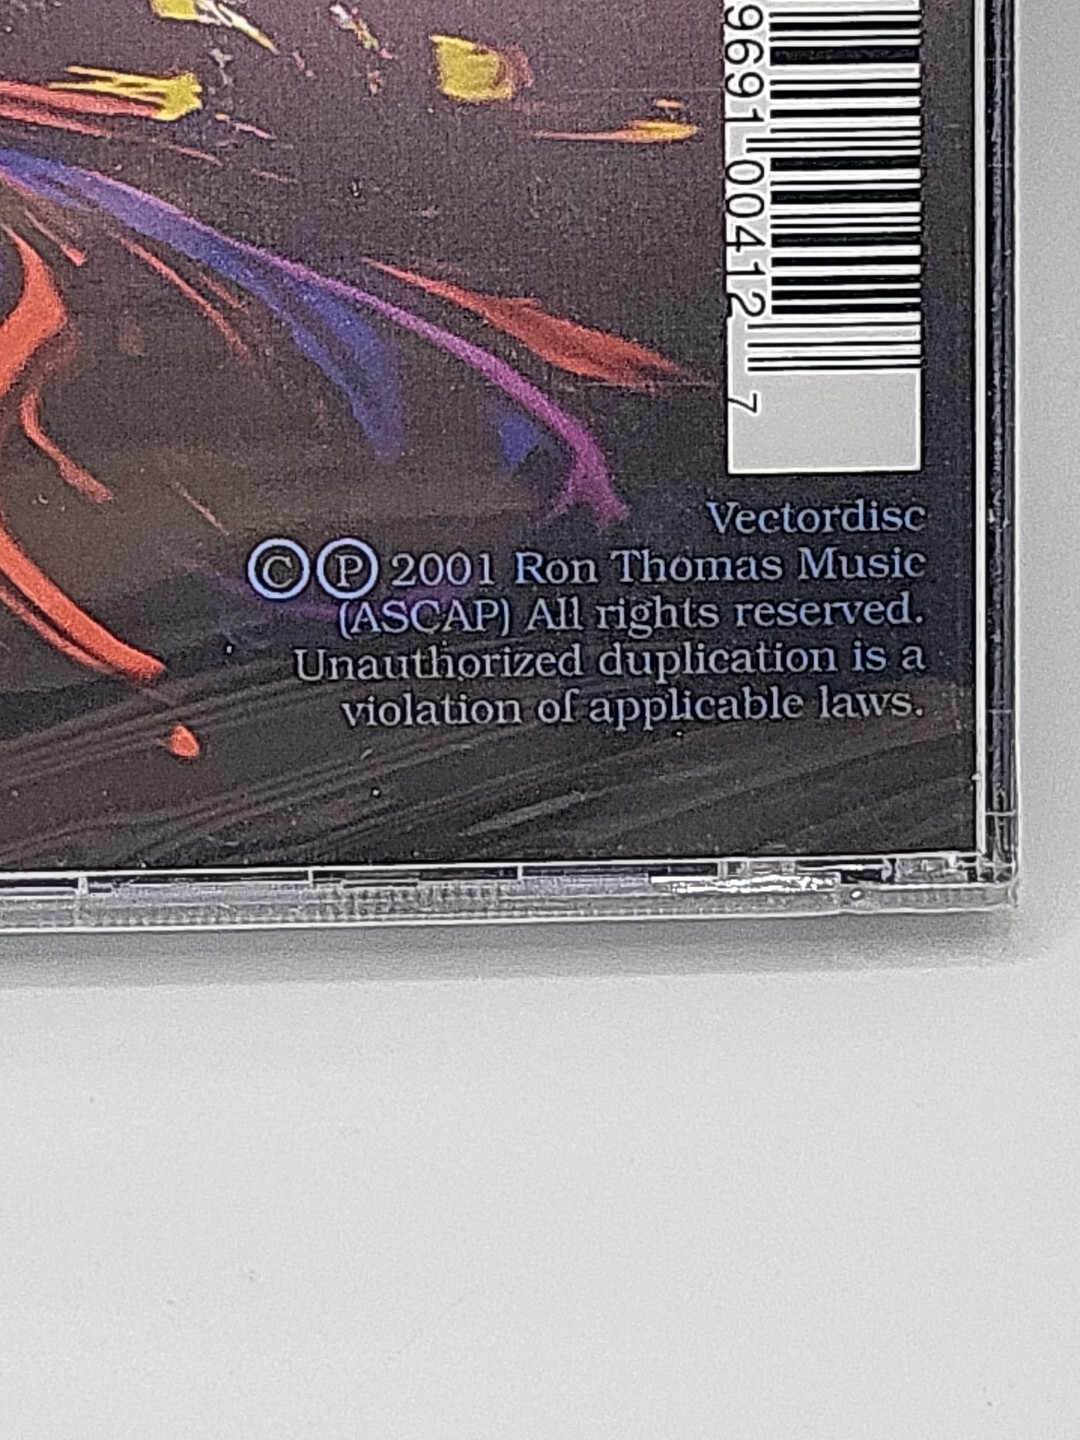 9691 00412 7
Vectordisc
Ⓒ Ⓟ 2001 Ron Thomas Music
(ASCAP) All rights reserved.
Unauthorized duplication is a
violation of applicable laws.